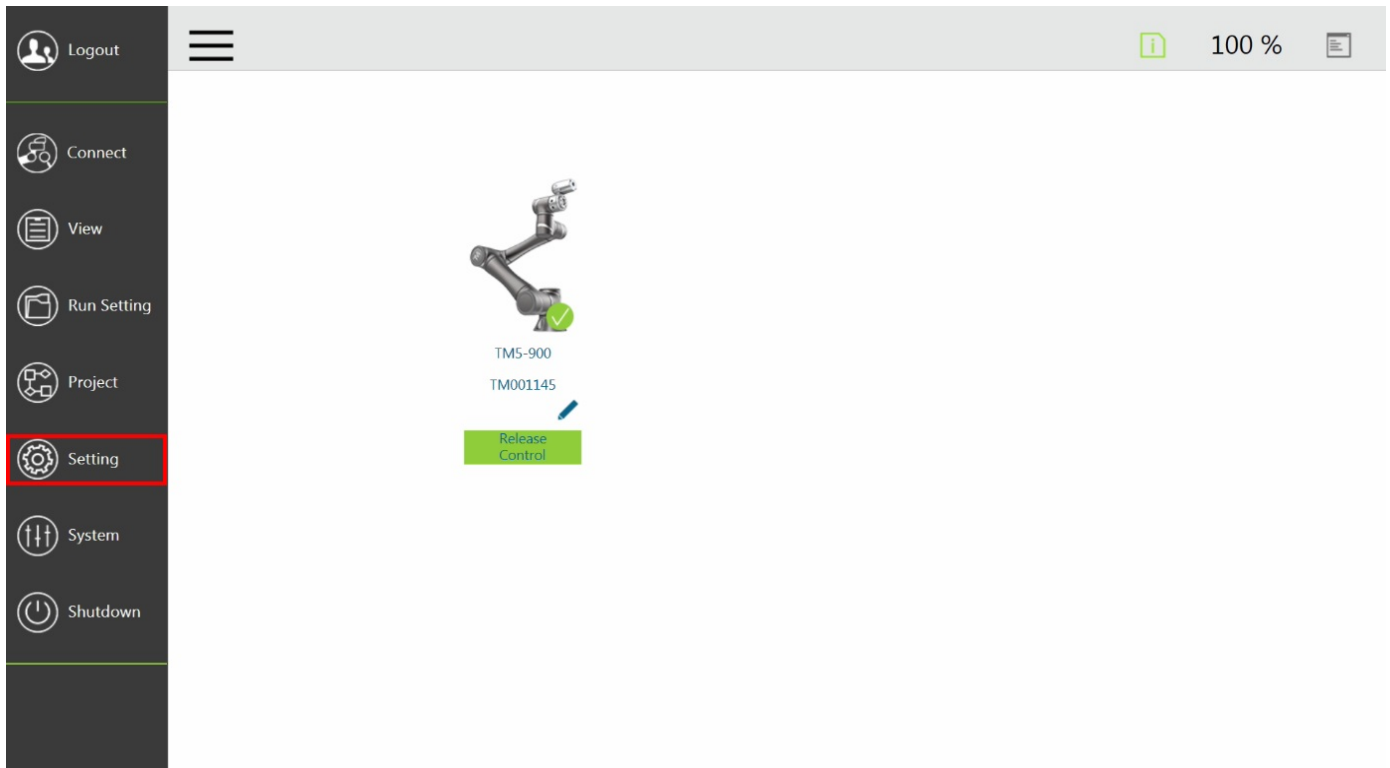 Logout
100 %
Connect
View
Run Setting
Project
Setting
System
Shutdown
TM5-900
TM001145
Release
Control